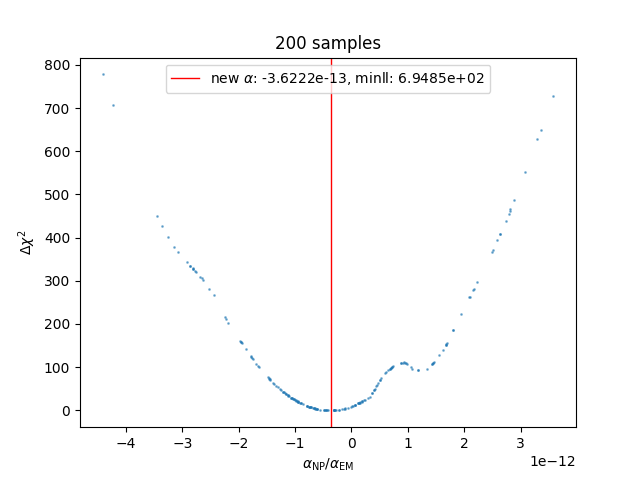 200 samples
new α: -3.6222e-13, minll: 6.9485e+02
800
700
600
500
400
300
200
100
0
Δχ²
−4 −3 −2 −1 0 1 2 3
1e−12
α_NP/α_EM